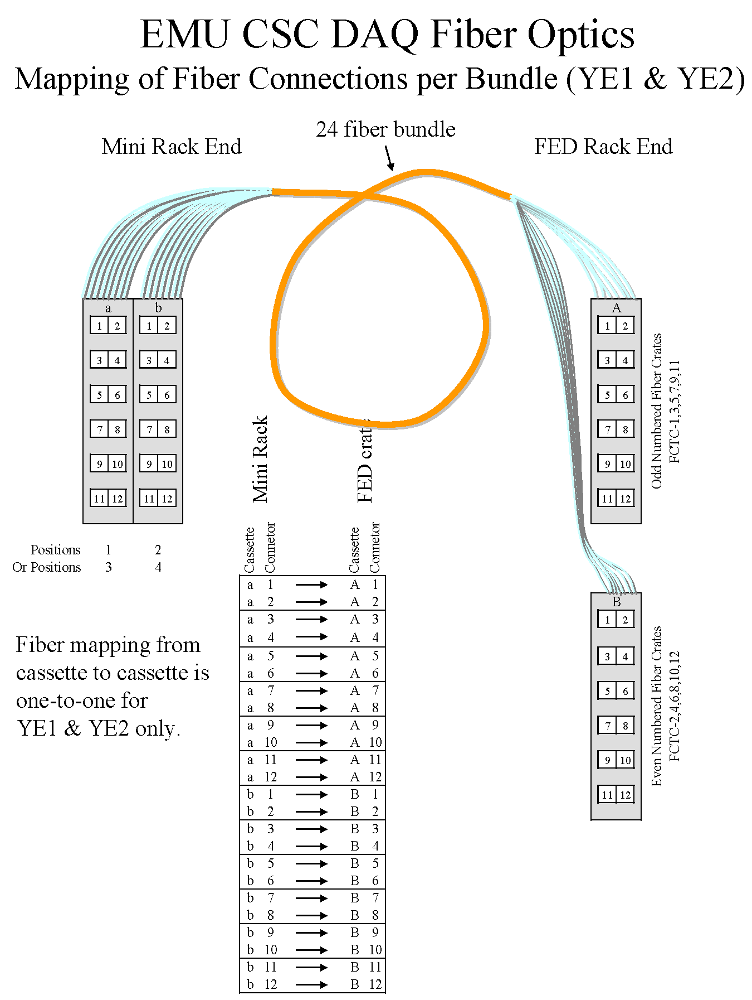 EMU CSC DAQ Fiber Optics
Mapping of Fiber Connections per Bundle (YE1 & YE2)
24 fiber bundle
Mini Rack End
FED Rack End
a b
1 2 1 2
3 4 3 4
5 6 5 6
7 8 7 8
9 10 9 10
11 12 11 12
Positions 1 2
Or Positions 3 4
A
1 2
3 4
5 6
7 8
9 10
11 12
Odd Numbered Fiber Crates
FCTC-1,3,5,7,9,11
B
1 2
3 4
5 6
7 8
9 10
11 12
Even Numbered Fiber Crates
FCTC-2,4,6,8,10,12
Fiber mapping from
cassette to cassette is
one-to-one for
YE1 & YE2 only.
Mini Rack
FED crate
Cassette
Connetor
Cassette
Connetor
a 1 A 1
a 2 A 2
a 3 A 3
a 4 A 4
a 5 A 5
a 6 A 6
a 7 A 7
a 8 A 8
a 9 A 9
a 10 A 10
a 11 A 11
a 12 A 12
b 1 B 1
b 2 B 2
b 3 B 3
b 4 B 4
b 5 B 5
b 6 B 6
b 7 B 7
b 8 B 8
b 9 B 9
b 10 B 10
b 11 B 11
b 12 B 12